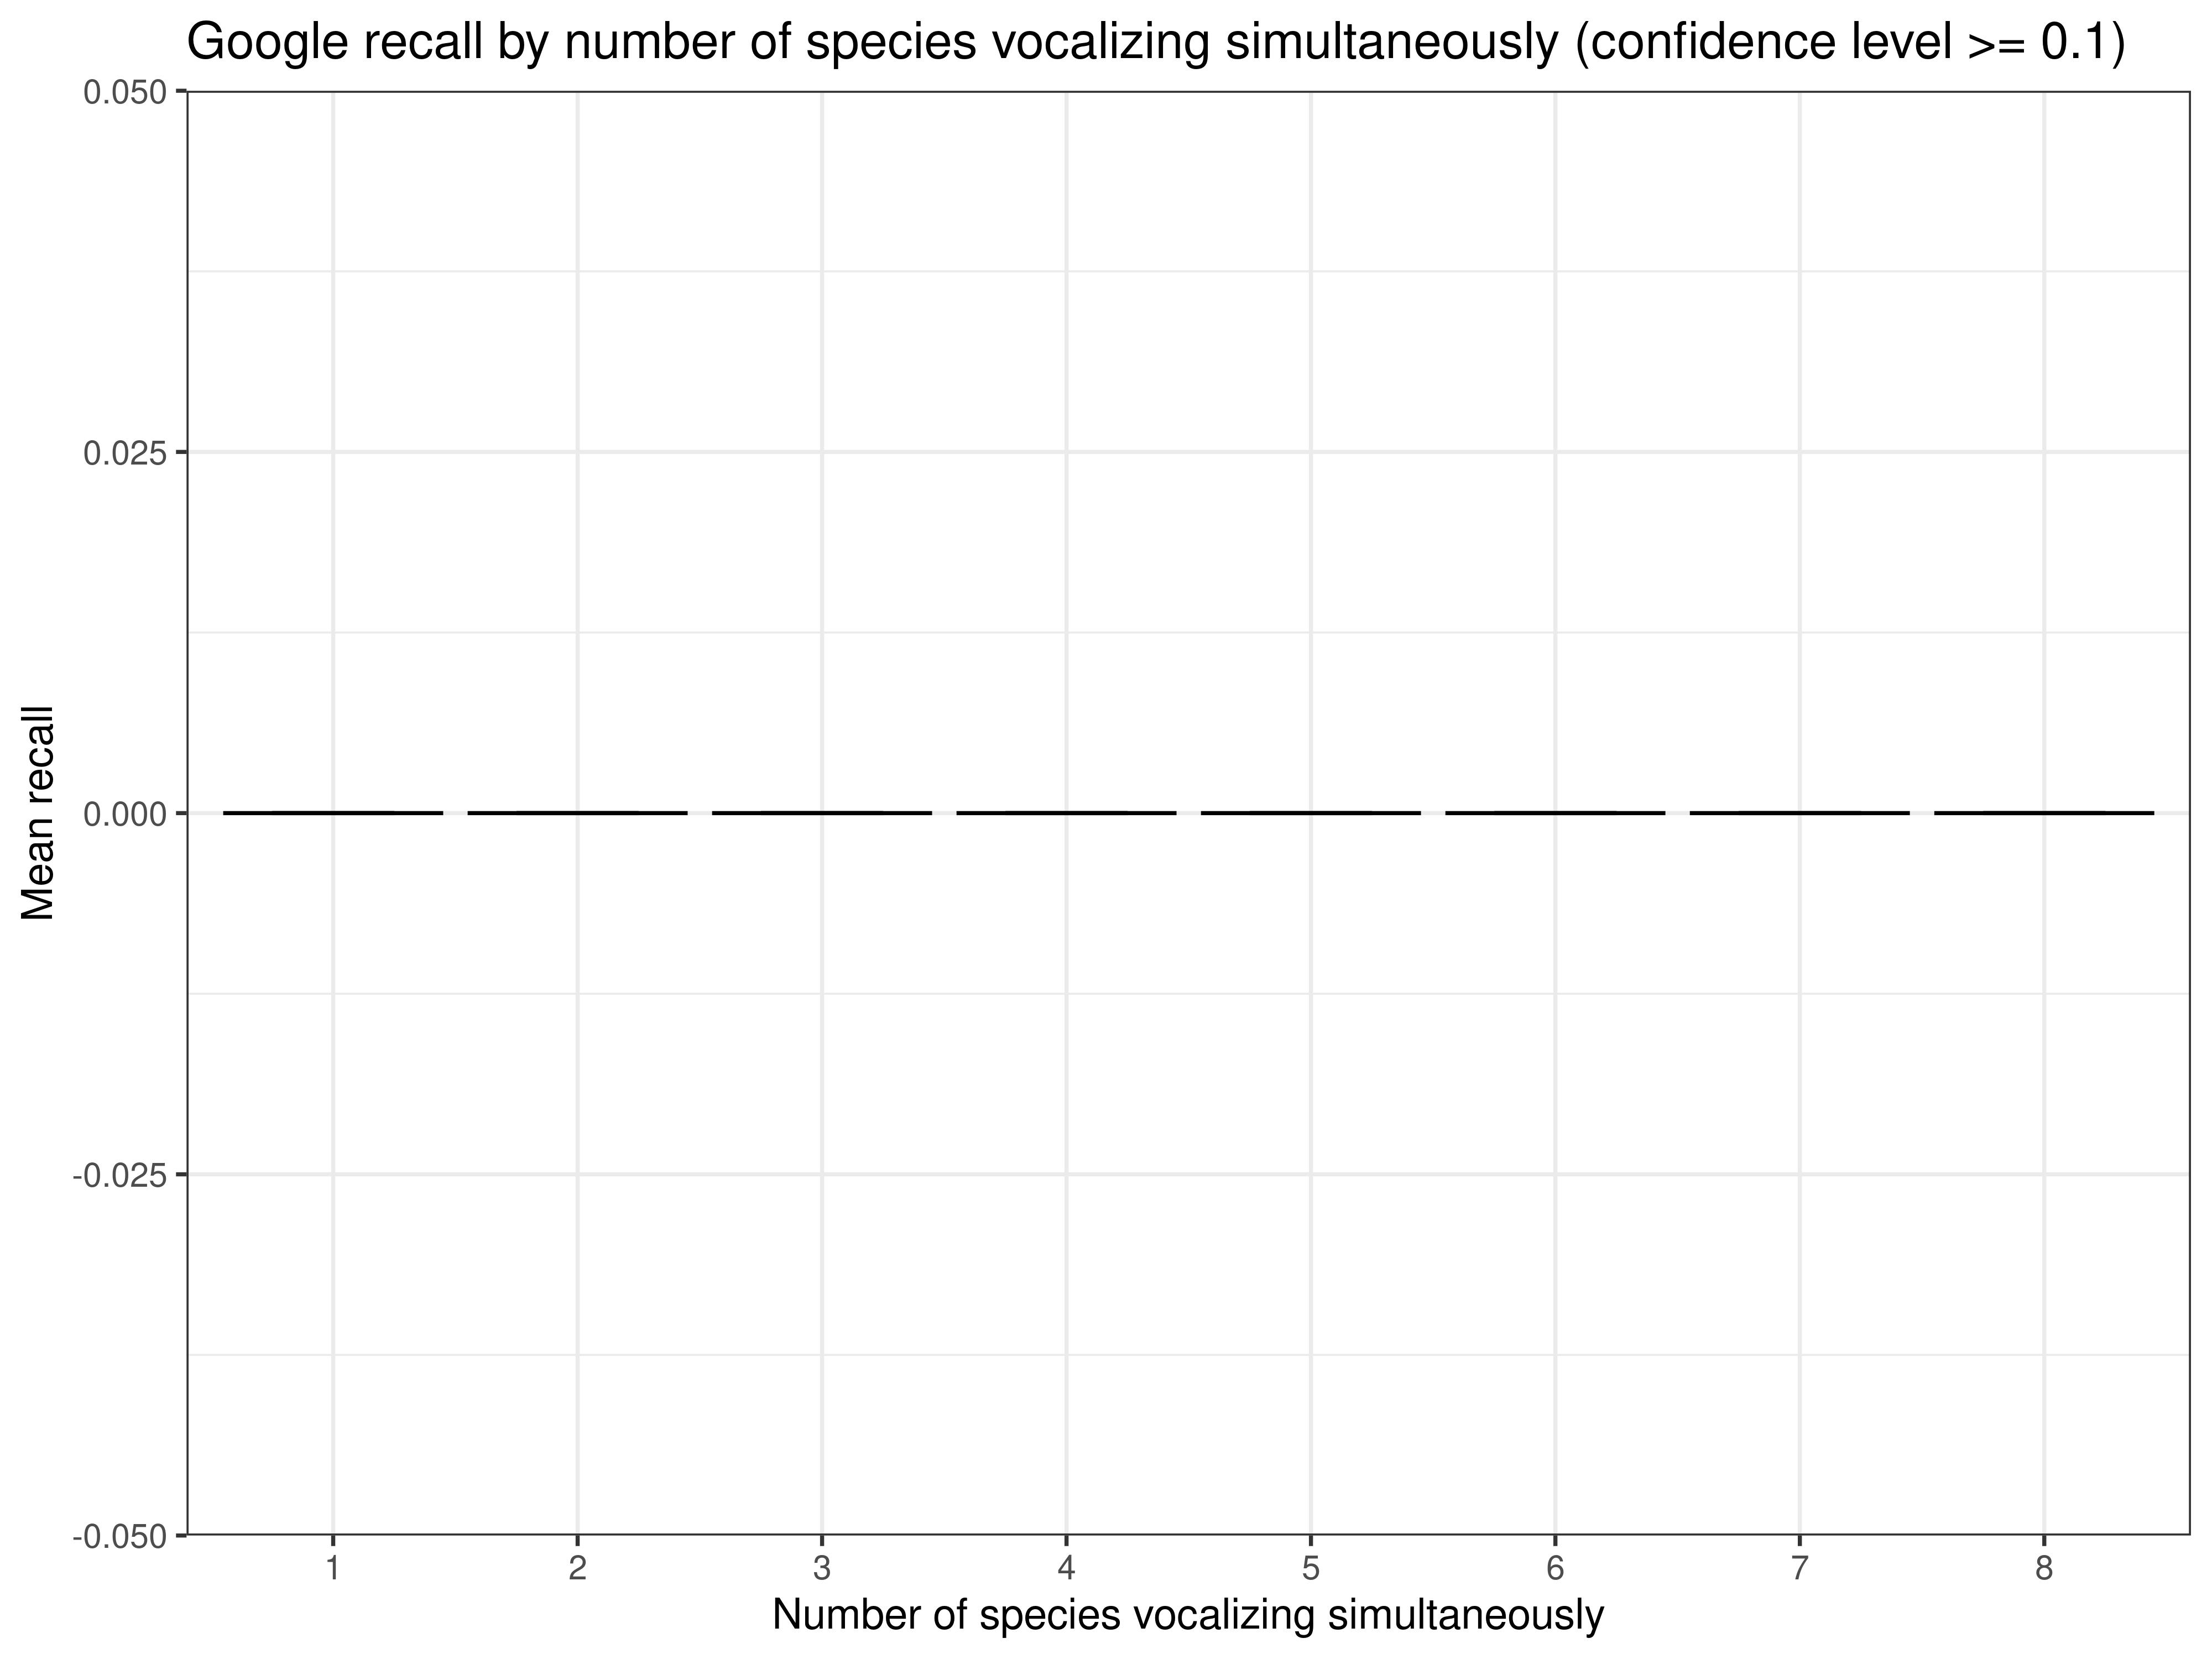 Google recall by number of species vocalizing simultaneously (confidence level >= 0.1)
0.050
0.025
0.000
-0.025
-0.050
Mean recall
1 2 3 4 5 6 7 8
Number of species vocalizing simultaneously